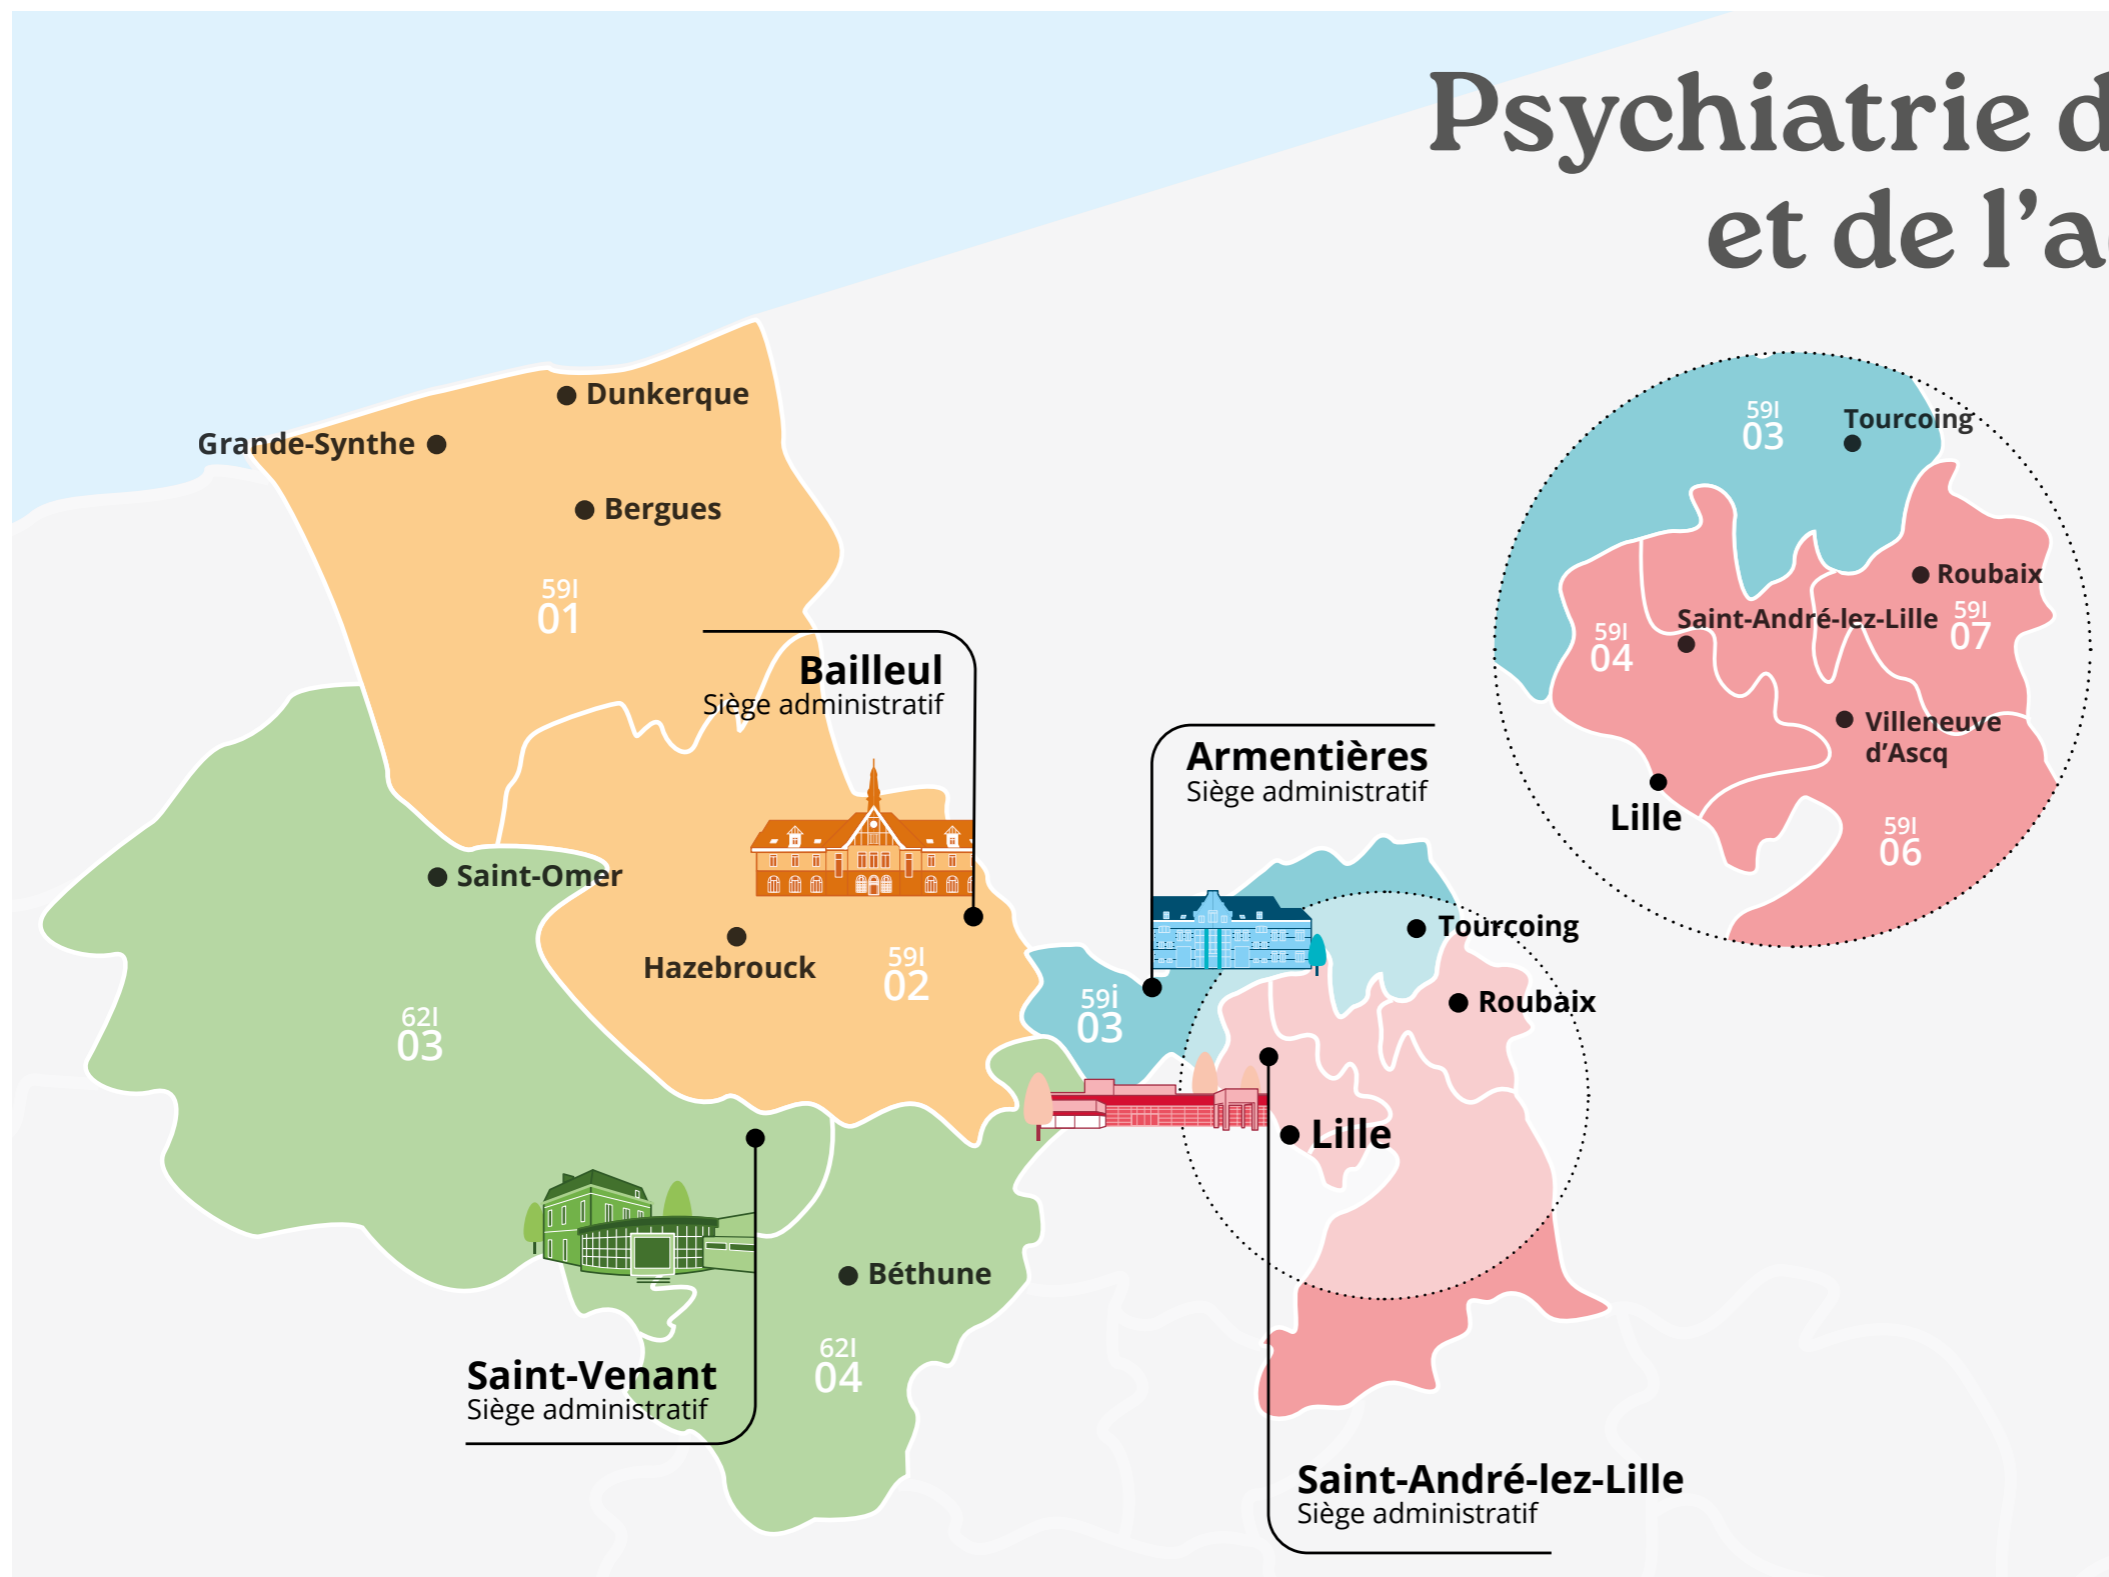 Psychiatrie d
et de l’a
Dunkerque
Grande-Synthe
Bergues
59I
01
Bailleul
Siège administratif
Saint-Omer
Hazebrouck
59I
02
62I
03
Armentières
Siège administratif
59i
03
Tourcoing
Roubaix
Lille
Saint-Venant
Siège administratif
Béthune
62I
04
Saint-André-lez-Lille
Siège administratif
59I
03
Tourcoing
Roubaix
59I
07
Saint-André-lez-Lille
59I
04
Villeneuve
d’Ascq
Lille
59I
06